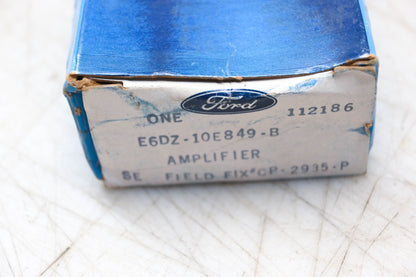 ONE Ford 112186
E6DZ-10E849-B
AMPLIFIER
SE FIELD FIX#CP-2935-P